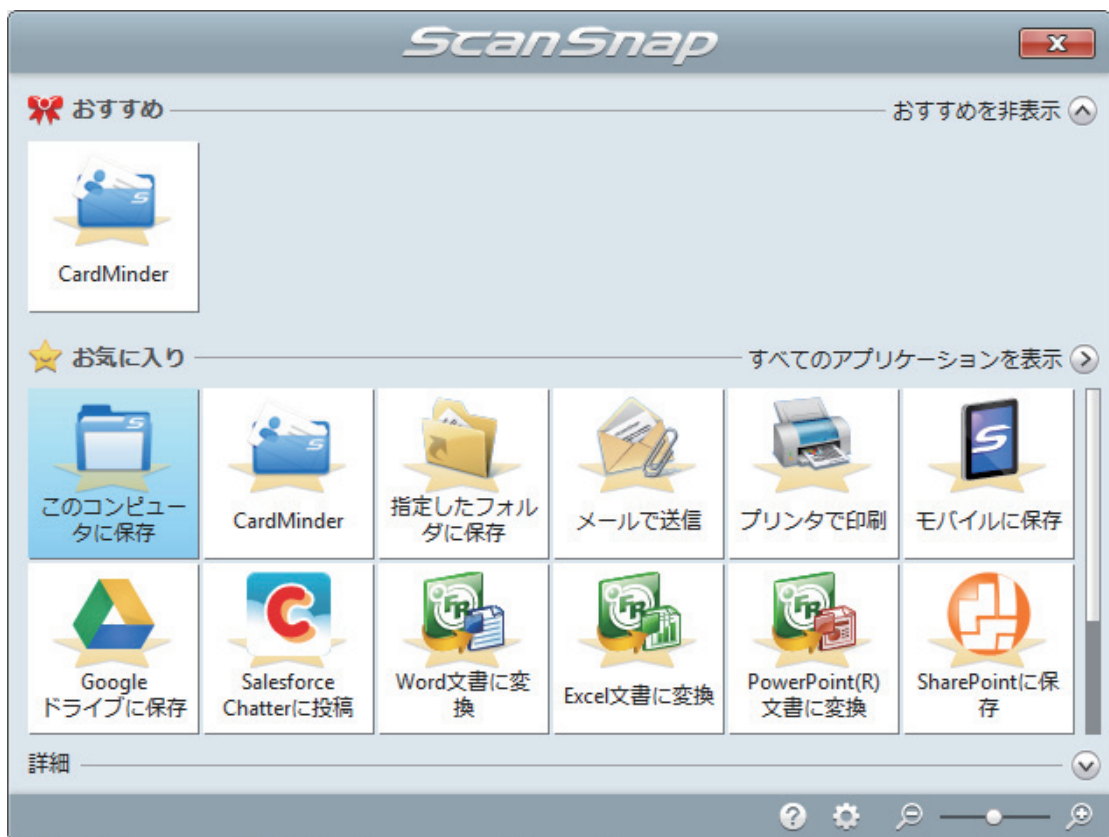 ScanSnap
おすすめ
おすすめを非表示
CardMinder
お気に入り
すべてのアプリケーションを表示
このコンピュー
タに保存
CardMinder
指定したフォル
ダに保存
メールで送信
プリンタで印刷
モバイルに保存
Google
ドライブに保存
Salesforce
Chatterに投稿
Word文書に変
換
Excel文書に変換
PowerPoint(R)
文書に変換
SharePointに保
存
詳細